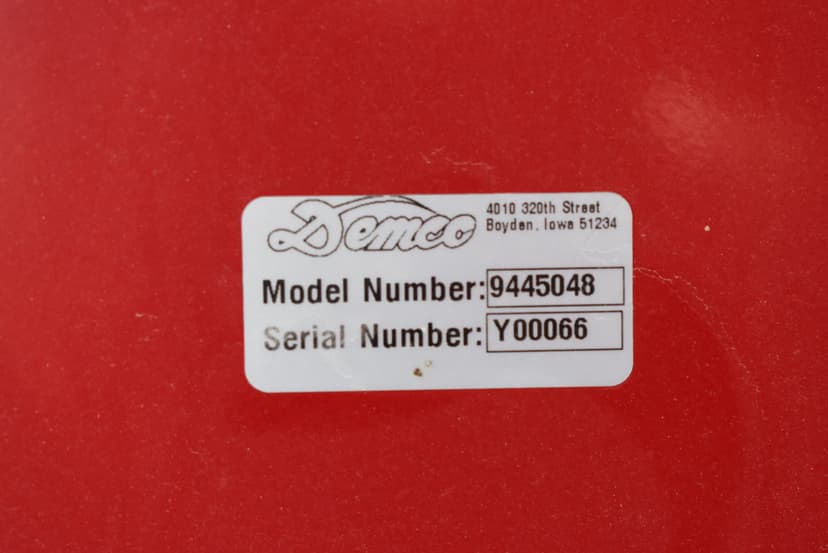 Demco
4010 320th Street
Boyden, Iowa 51234
Model Number: 9445048
Serial Number: Y00066